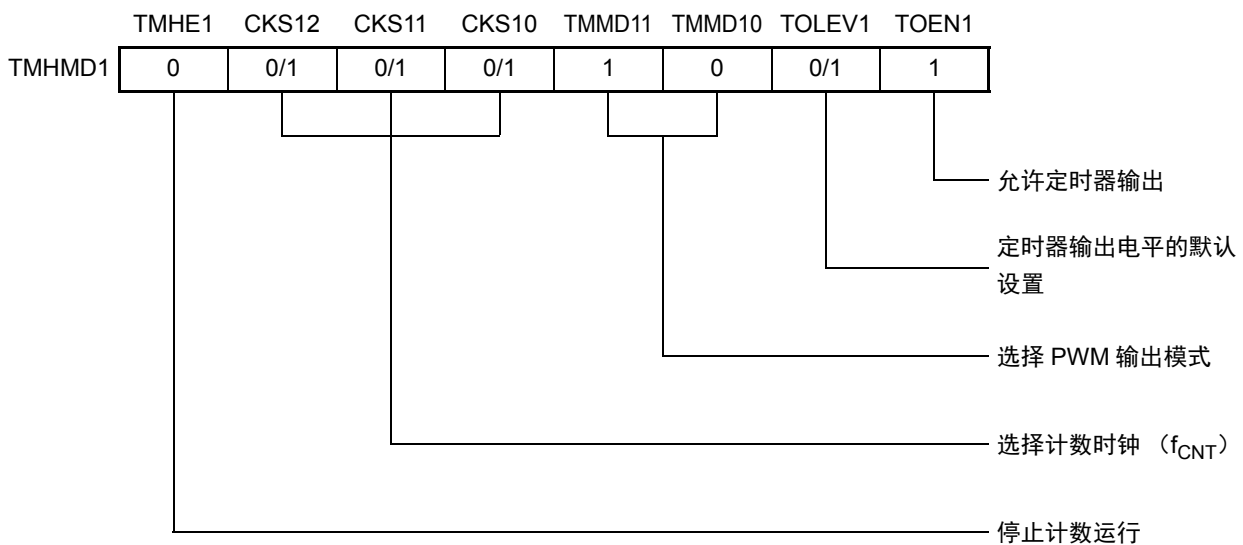 TMHE1 CKS12 CKS11 CKS10 TMMD11 TMMD10 TOLEV1 TOEN1
TMHMD1 0 0/1 0/1 0/1 1 0 0/1 1
允许定时器输出
定时器输出电平的默认
设置
选择 PWM 输出模式
选择计数时钟 （fCNT）
停止计数运行